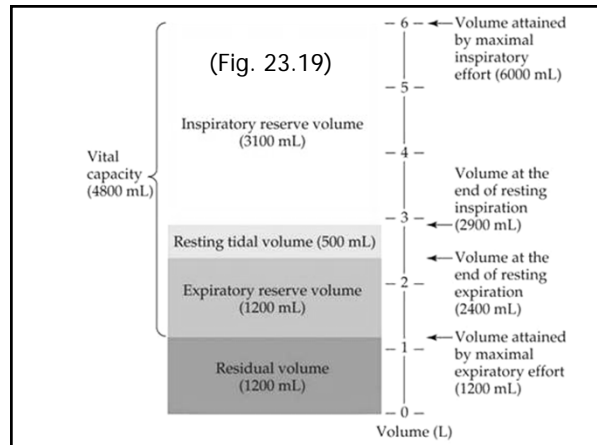 (Fig. 23.19)
Vital
capacity
(4800 mL)
Inspiratory reserve volume
(3100 mL)
Resting tidal volume (500 mL)
Expiratory reserve volume
(1200 mL)
Residual volume
(1200 mL)
6
5
4
3
2
1
0
Volume (L)
Volume attained
by maximal
inspiratory
effort (6000 mL)
Volume at the
end of resting
inspiration
(2900 mL)
Volume at the
end of resting
expiration
(2400 mL)
Volume attained
by maximal
expiratory effort
(1200 mL)